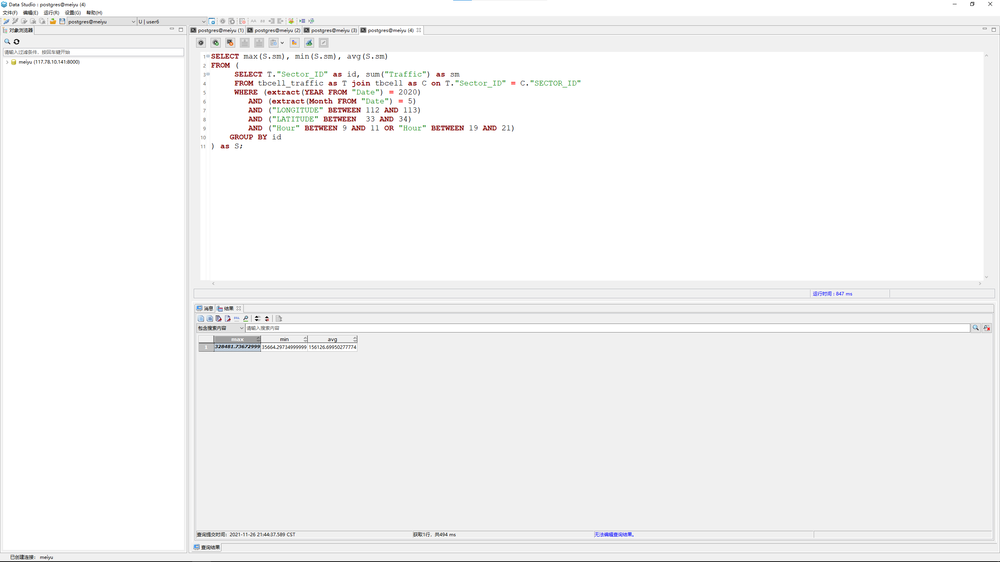 Data Studio : postgres@meiyu (4)
文件(F) 编辑(E) 运行(R) 设置(G) 帮助(H)
postgres@meiyu U | user6
对象浏览器
请输入过滤条件，按回车键开始
meiyu (117.78.10.141:8000)
postgres@meiyu (1) postgres@meiyu (2) postgres@meiyu (3) postgres@meiyu (4)
1 SELECT max(S.sm), min(S.sm), avg(S.sm)
2 FROM (
3 SELECT T."Sector_ID" as id, sum("Traffic") as sm
4 FROM tbcell_traffic as T join tbcell as C on T."Sector_ID" = C."SECTOR_ID"
5 WHERE (extract(YEAR FROM "Date") = 2020)
6 AND (extract(Month FROM "Date") = 5)
7 AND ("LONGITUDE" BETWEEN 112 AND 113)
8 AND ("LATITUDE" BETWEEN  33 AND 34)
9 AND ("Hour" BETWEEN 9 AND 11 OR "Hour" BETWEEN 19 AND 21)
10 GROUP BY id
11 ) as S;
运行时间 : 847 ms
消息 结果
SQL
包含搜索内容 请输入搜索内容
max min avg
1 328481.73672999 35664.29734999999 156126.69950277774
查询提交时间：2021-11-26 21:44:37.589 CST 获取1行，共494 ms 无法编辑查询结果。
查询结果
已创建连接： meiyu